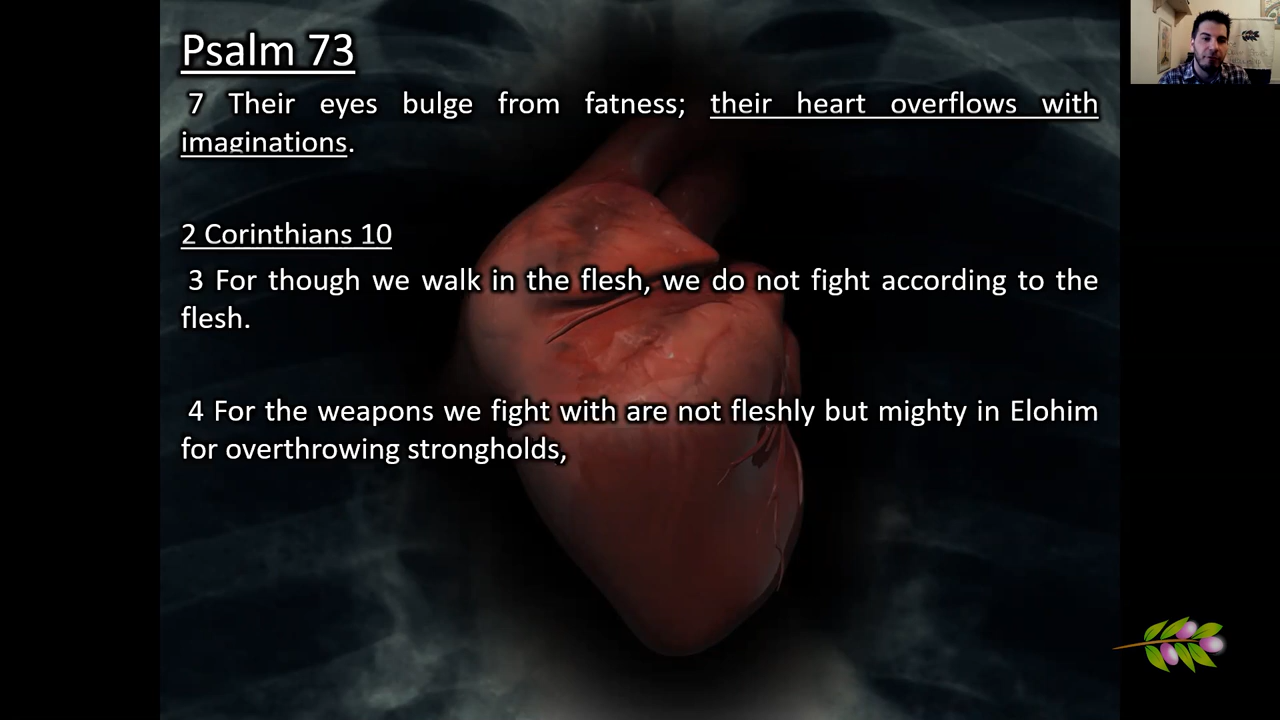 Psalm 73
7 Their eyes bulge from fatness; their heart overflows with
imaginations.
2 Corinthians 10
3 For though we walk in the flesh, we do not fight according to the
flesh.
4 For the weapons we fight with are not fleshly but mighty in Elohim
for overthrowing strongholds,